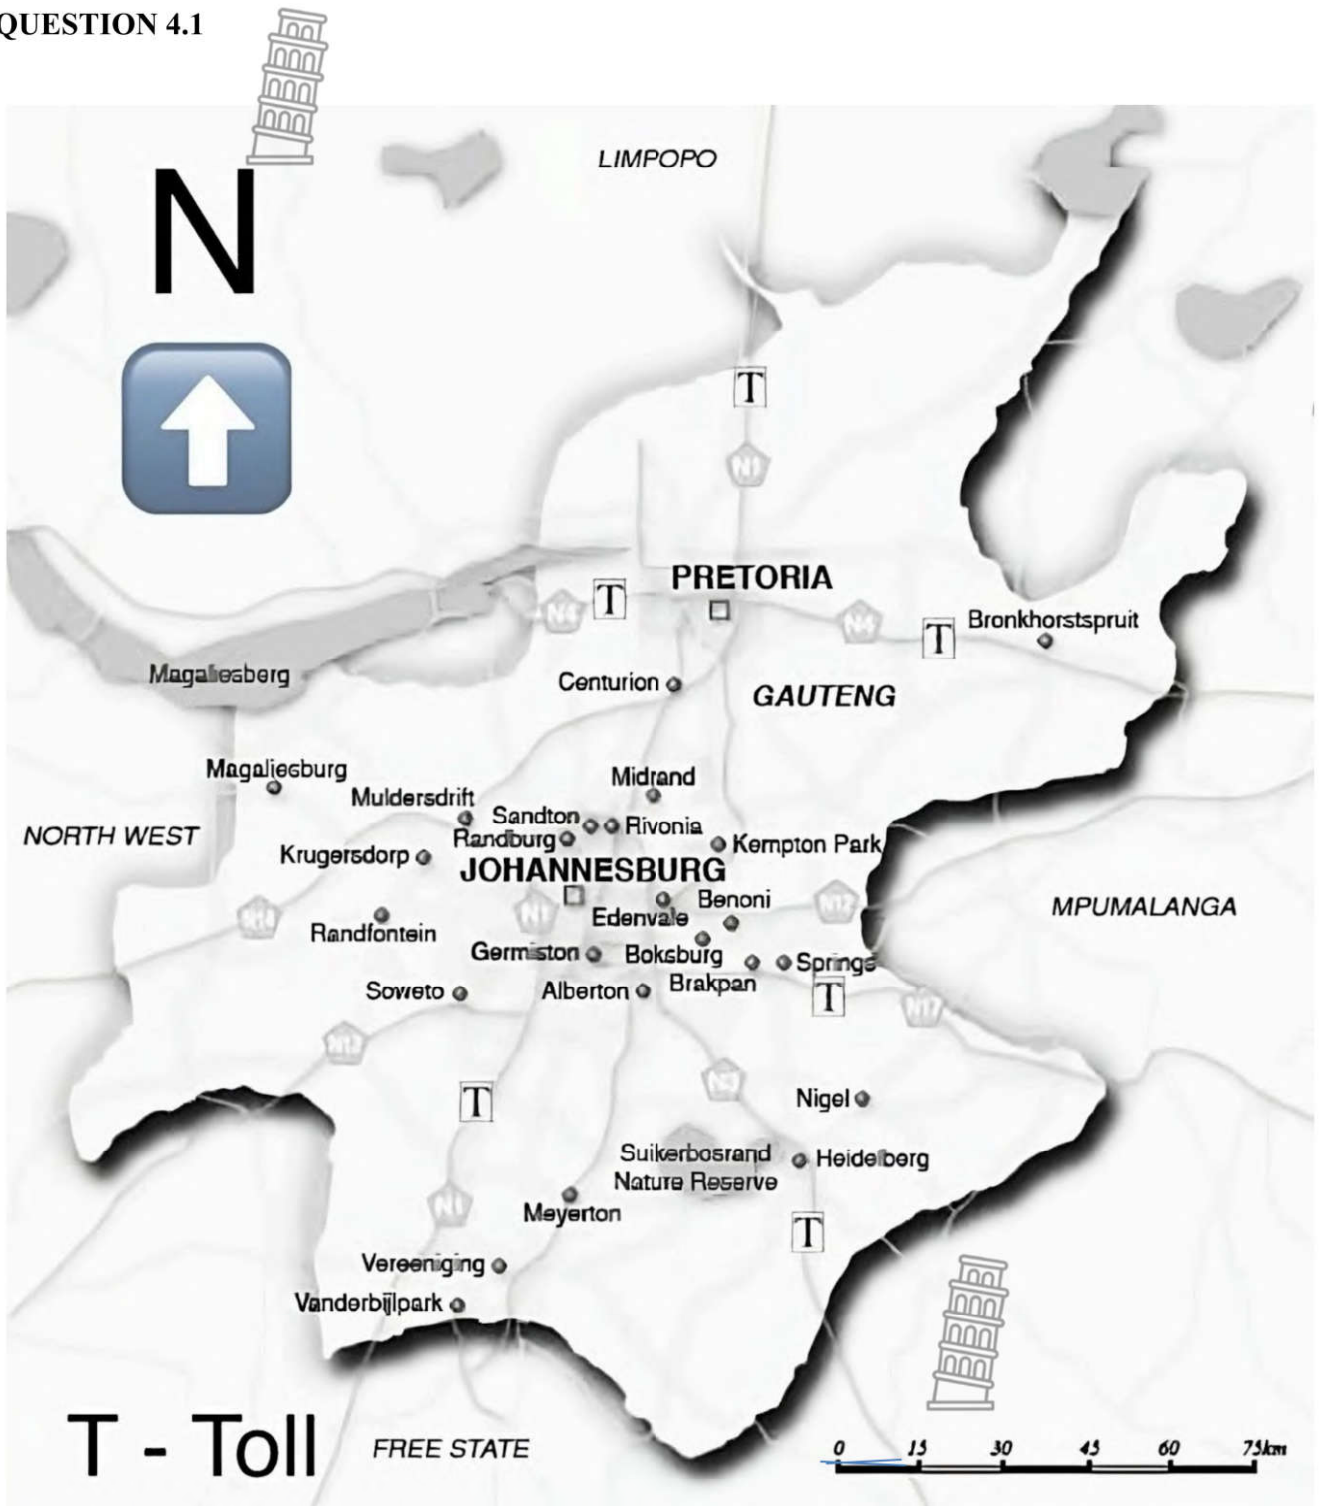 QUESTION 4.1
LIMPOPO
N
T
N1
PRETORIA
T
N4
N4
T
Bronkhorstspruit
Magaliesberg
Centurion
GAUTENG
Magaliesburg
Midrand
Muldersdrift
Sandton
Rivonia
NORTH WEST
Randburg
Kempton Park
Krugersdorp
JOHANNESBURG
Benoni
N12
MPUMALANGA
N14
N1
Edenvale
Randfontein
Germiston
Boksburg
Springs
Soweto
Alberton
Brakpan
T
N17
N12
N3
T
Nigel
Suikerbosrand
Nature Reserve
Heidelberg
N1
Meyerton
T
Vereeniging
Vanderbijlpark
T - Toll
FREE STATE
0 15 30 45 60 75km